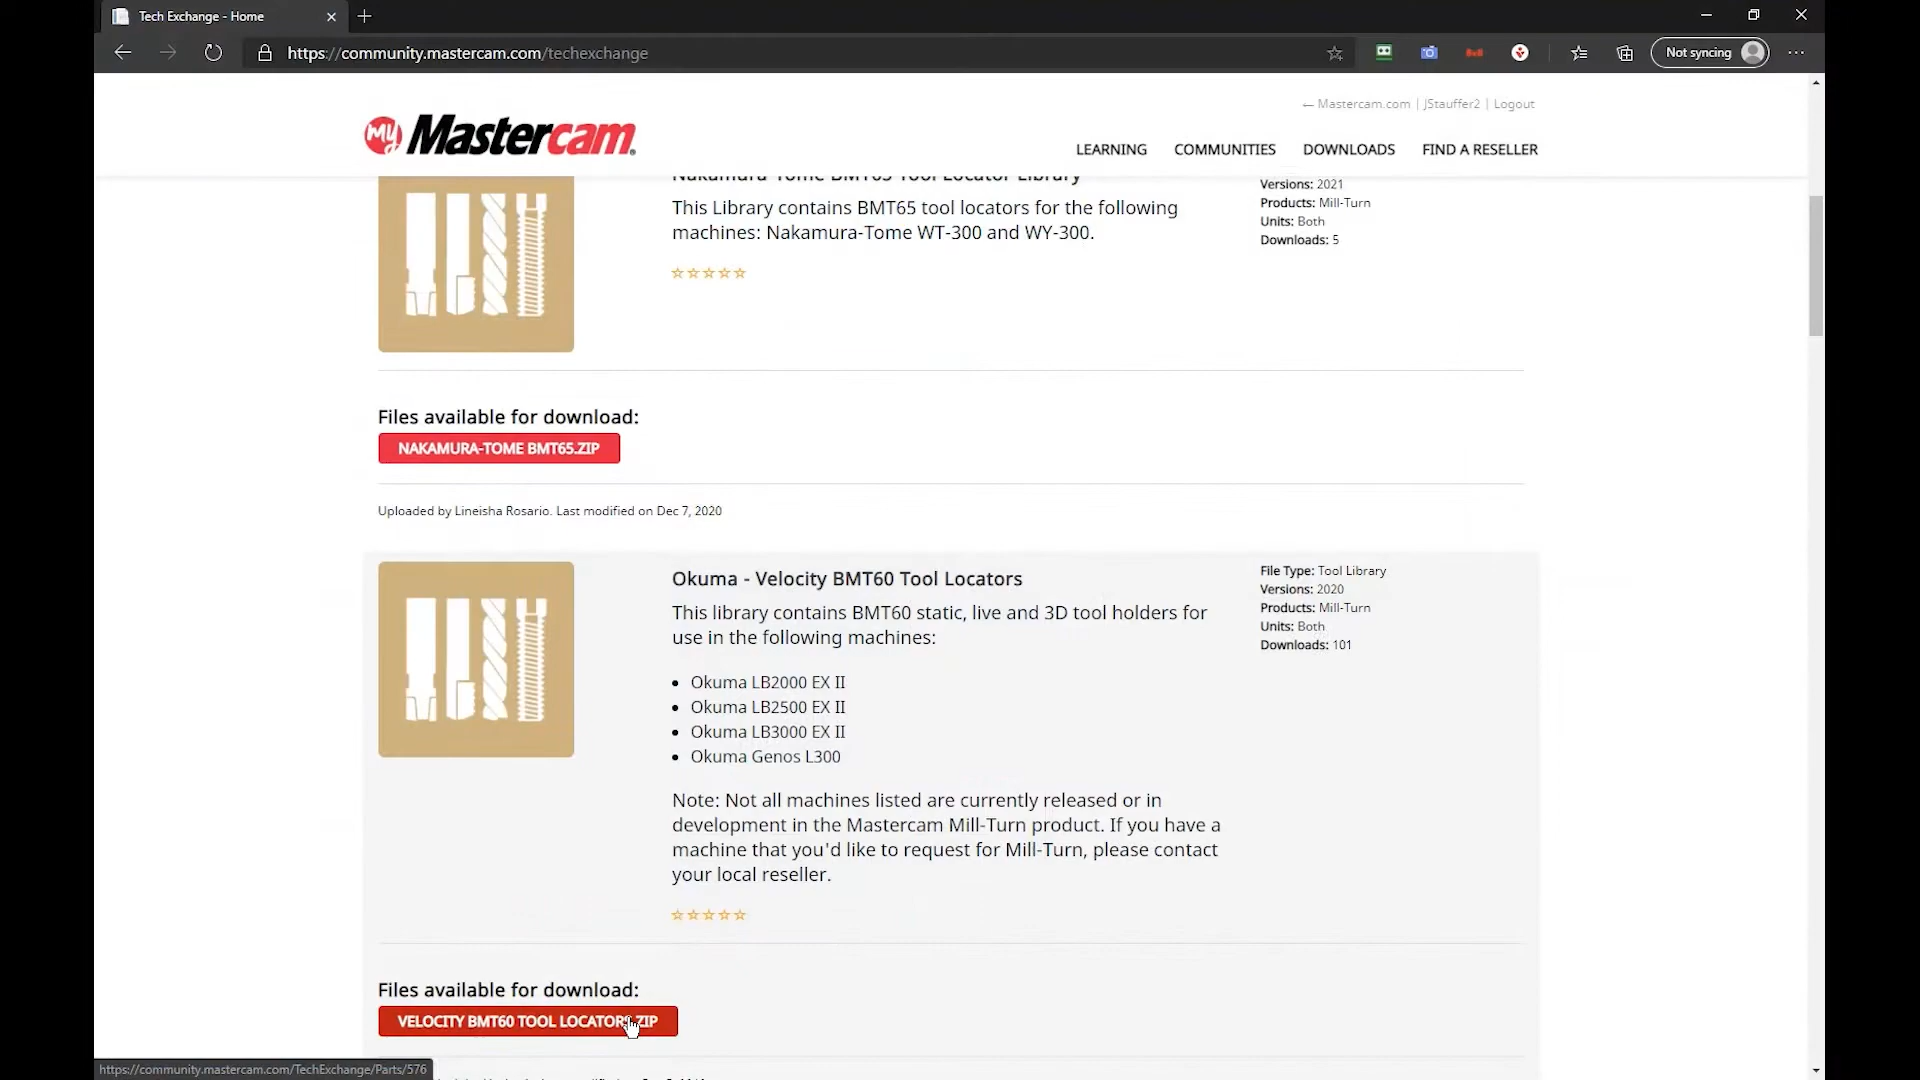 Tech Exchange - Home
https://community.mastercam.com/techexchange
Not syncing
← Mastercam.com | JStauffer2 | Logout
my Mastercam
LEARNING COMMUNITIES DOWNLOADS FIND A RESELLER
Nakamura-Tome BMT65 Tool Locator Library
This Library contains BMT65 tool locators for the following
machines: Nakamura-Tome WT-300 and WY-300.
Versions: 2021
Products: Mill-Turn
Units: Both
Downloads: 5
Files available for download:
NAKAMURA-TOME BMT65.ZIP
Uploaded by Lineisha Rosario. Last modified on Dec 7, 2020
Okuma - Velocity BMT60 Tool Locators
This library contains BMT60 static, live and 3D tool holders for
use in the following machines:
• Okuma LB2000 EX II
• Okuma LB2500 EX II
• Okuma LB3000 EX II
• Okuma Genos L300
Note: Not all machines listed are currently released or in
development in the Mastercam Mill-Turn product. If you have a
machine that you'd like to request for Mill-Turn, please contact
your local reseller.
File Type: Tool Library
Versions: 2020
Products: Mill-Turn
Units: Both
Downloads: 101
Files available for download:
VELOCITY BMT60 TOOL LOCATORS.ZIP
https://community.mastercam.com/TechExchange/Parts/576